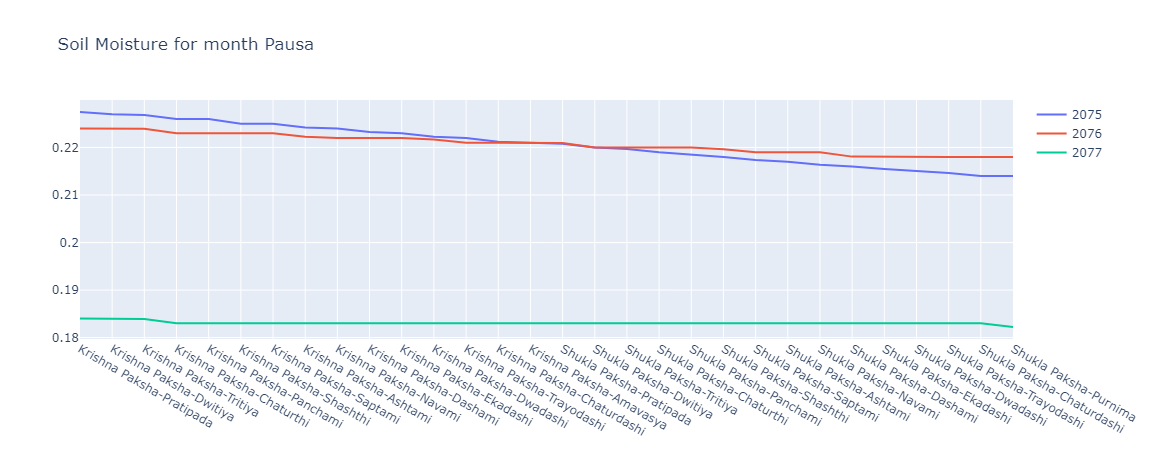 Soil Moisture for month Pausa
2075
2076
2077
0.22
0.21
0.2
0.19
0.18
Krishna Paksha-Pratipada
Krishna Paksha-Dwitiya
Krishna Paksha-Tritiya
Krishna Paksha-Chaturthi
Krishna Paksha-Panchami
Krishna Paksha-Shashthi
Krishna Paksha-Saptami
Krishna Paksha-Ashtami
Krishna Paksha-Navami
Krishna Paksha-Dashami
Krishna Paksha-Ekadashi
Krishna Paksha-Dwadashi
Krishna Paksha-Trayodashi
Krishna Paksha-Chaturdashi
Krishna Paksha-Amavasya
Shukla Paksha-Pratipada
Shukla Paksha-Dwitiya
Shukla Paksha-Tritiya
Shukla Paksha-Chaturthi
Shukla Paksha-Panchami
Shukla Paksha-Shashthi
Shukla Paksha-Saptami
Shukla Paksha-Ashtami
Shukla Paksha-Navami
Shukla Paksha-Dashami
Shukla Paksha-Ekadashi
Shukla Paksha-Dwadashi
Shukla Paksha-Trayodashi
Shukla Paksha-Chaturdashi
Shukla Paksha-Purnima